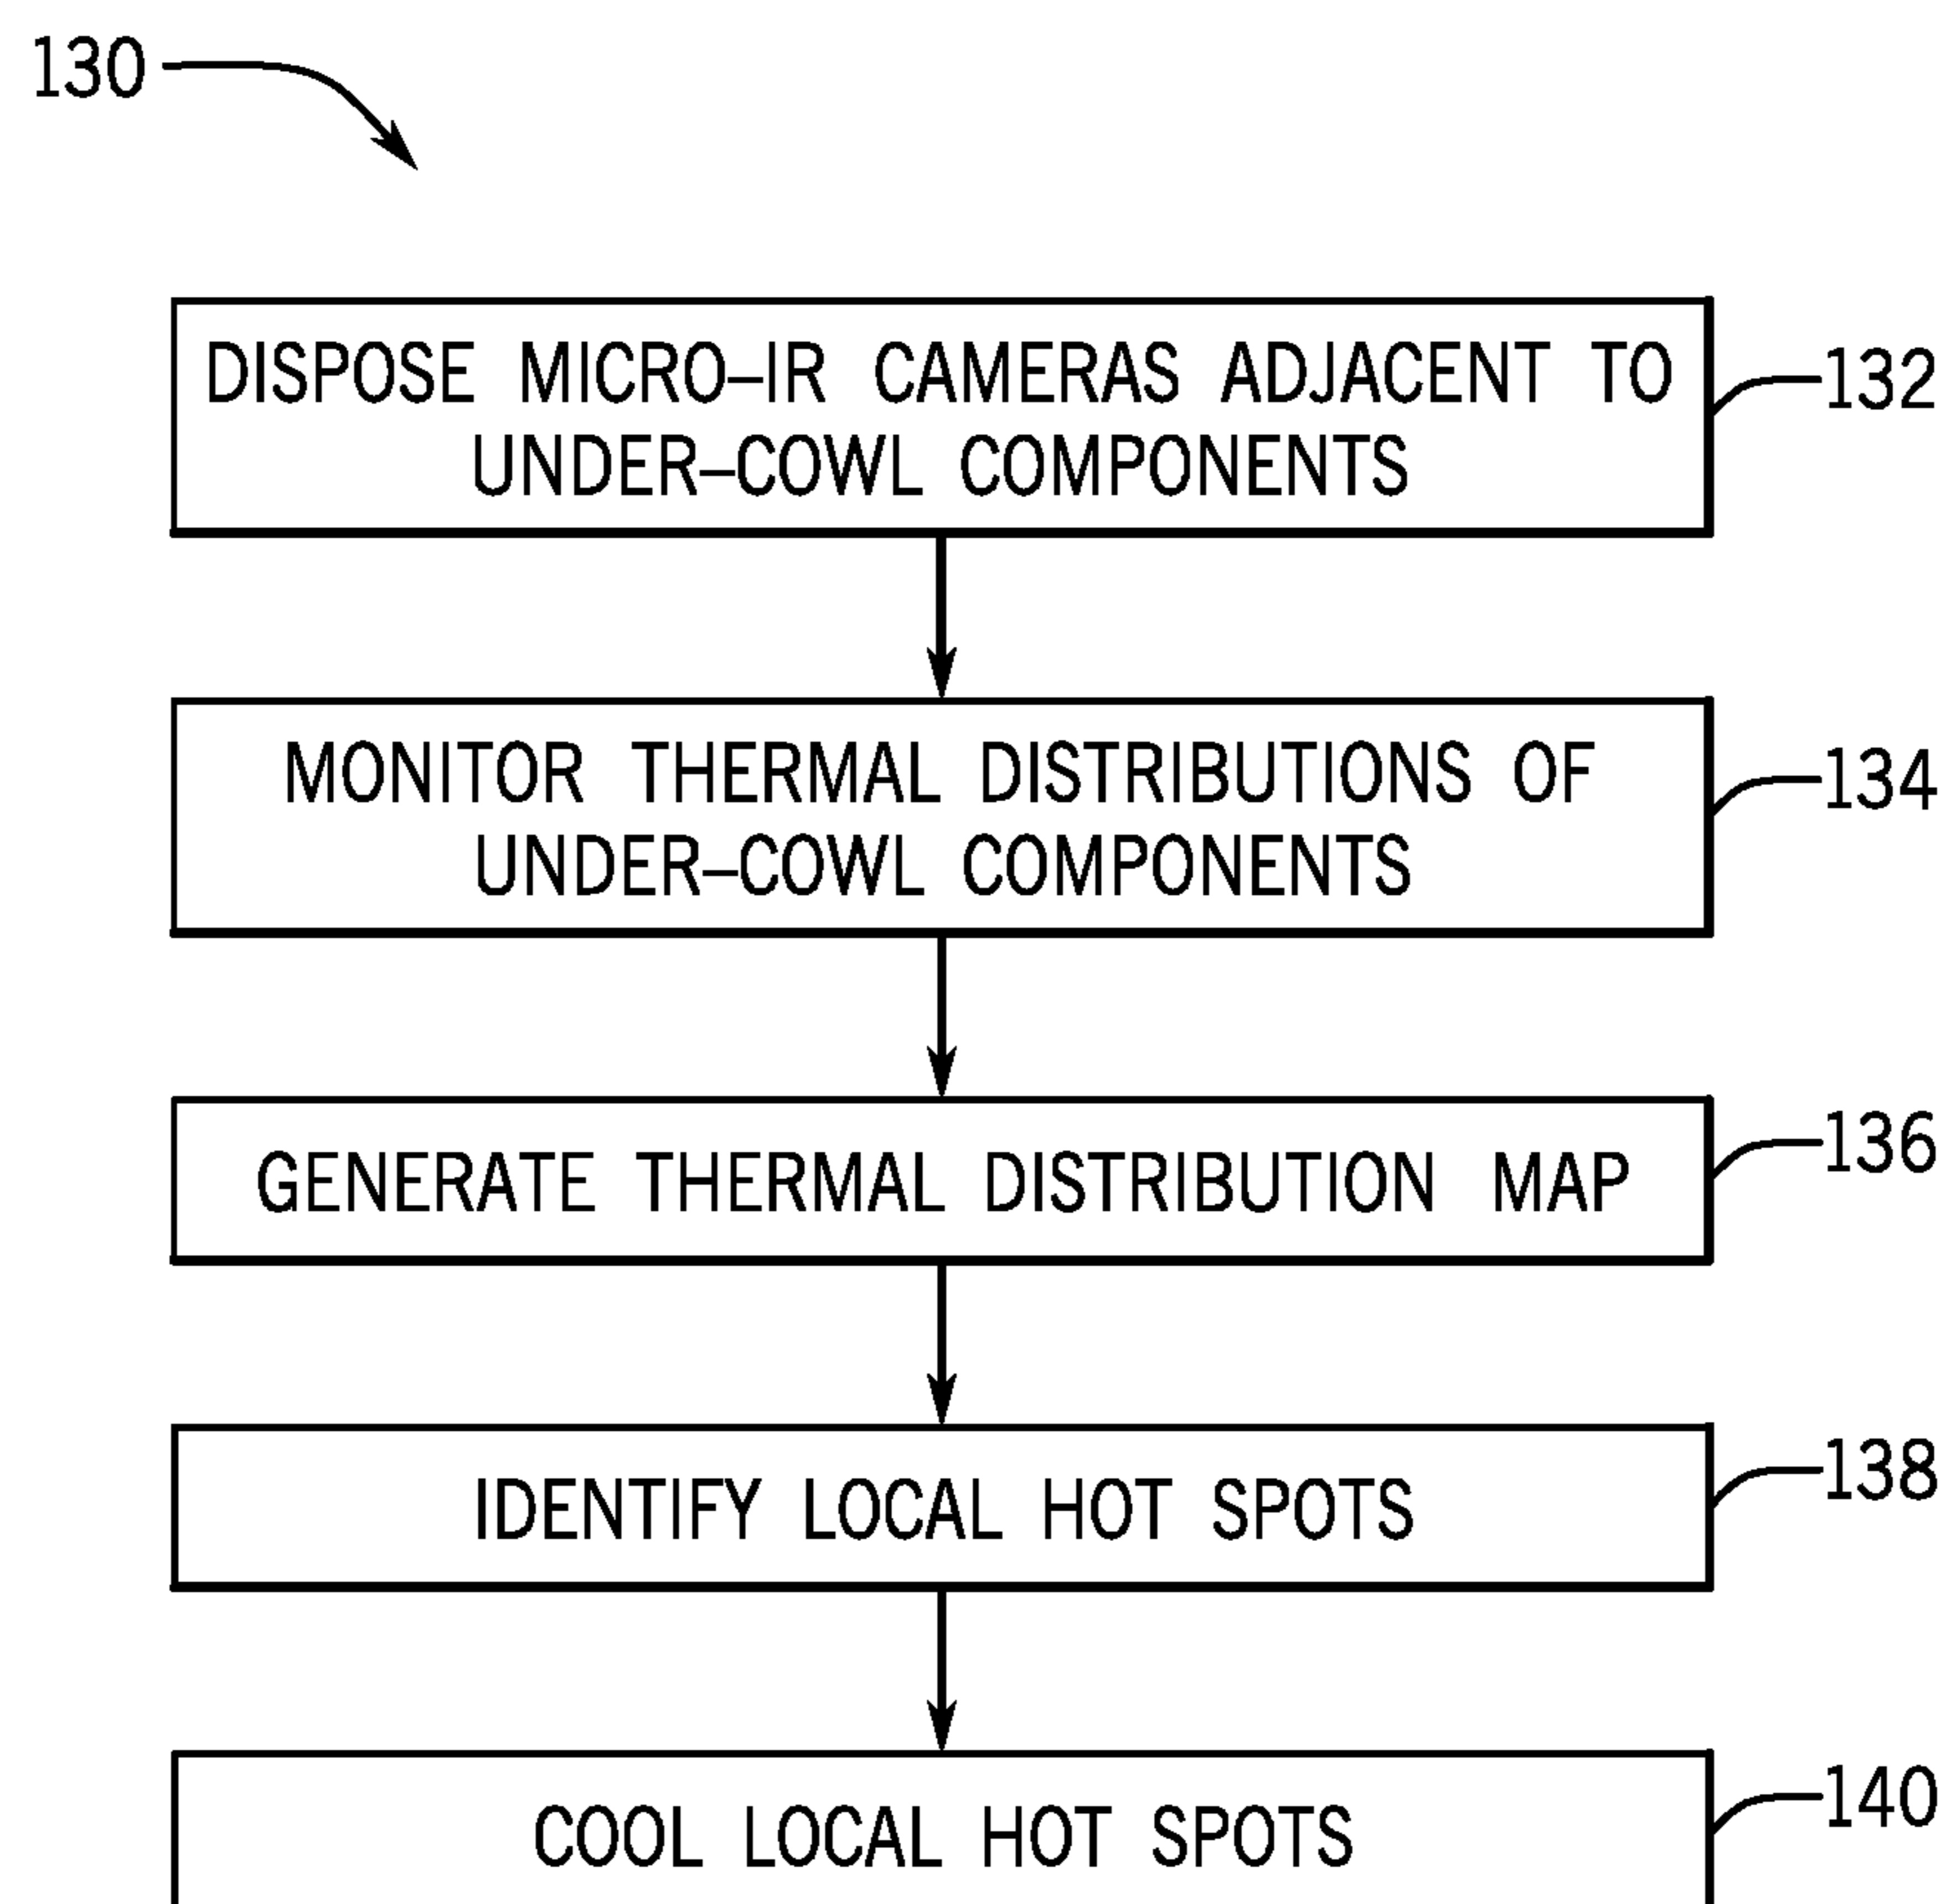 130
DISPOSE MICRO–IR CAMERAS ADJACENT TO
UNDER–COWL COMPONENTS
132
MONITOR THERMAL DISTRIBUTIONS OF
UNDER–COWL COMPONENTS
134
GENERATE THERMAL DISTRIBUTION MAP
136
IDENTIFY LOCAL HOT SPOTS
138
COOL LOCAL HOT SPOTS
140